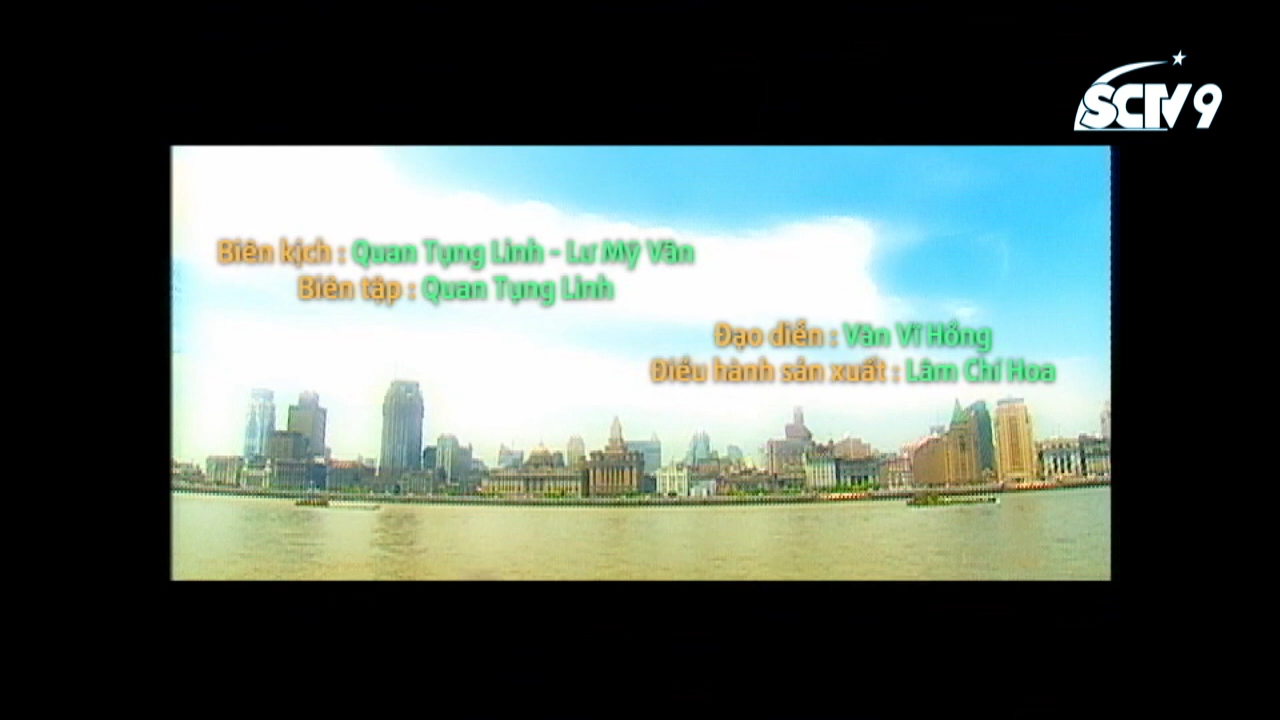 SCTV9
Biên kịch : Quan Tụng Linh - Lư Mỹ Vân
Biên tập : Quan Tụng Linh
Đạo diễn : Văn Vĩ Hồng
Điều hành sản xuất : Lâm Chí Hoa